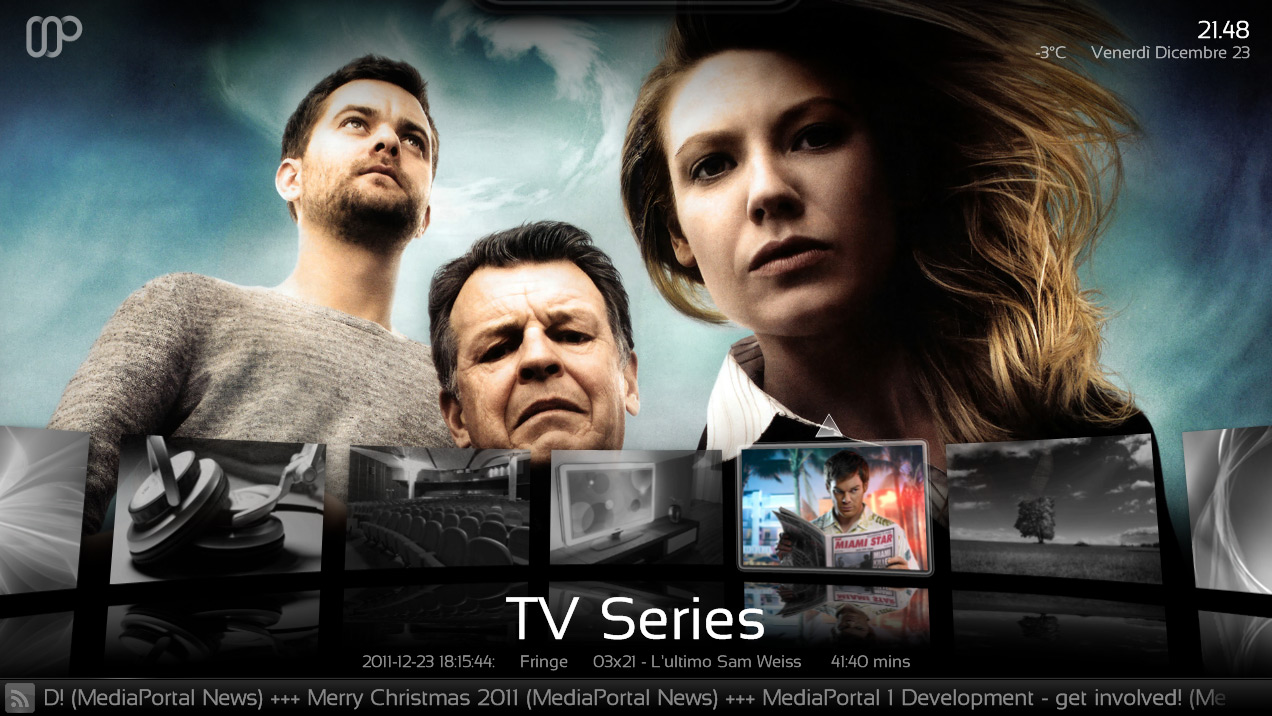 21.48
-3°C Venerdì Dicembre 23
MIAMI STAR
MIAMI
TV Series
2011-12-23 18:15:44: Fringe 03x21 - L'ultimo Sam Weiss 41:40 mins
D! (MediaPortal News) +++ Merry Christmas 2011 (MediaPortal News) +++ MediaPortal 1 Development - get involved! (Me